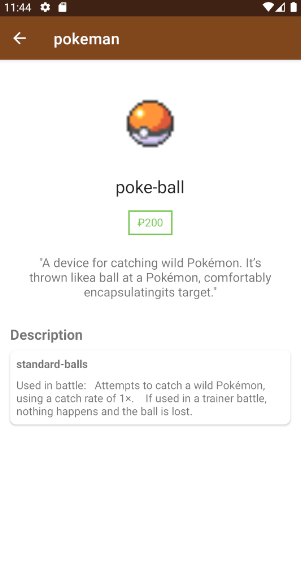 11:44
pokeman
poke-ball
₽200
"A device for catching wild Pokémon. It's
thrown likea ball at a Pokémon, comfortably
encapsulatingits target."
Description
standard-balls
Used in battle:   Attempts to catch a wild Pokémon,
using a catch rate of 1×.    If used in a trainer battle,
nothing happens and the ball is lost.